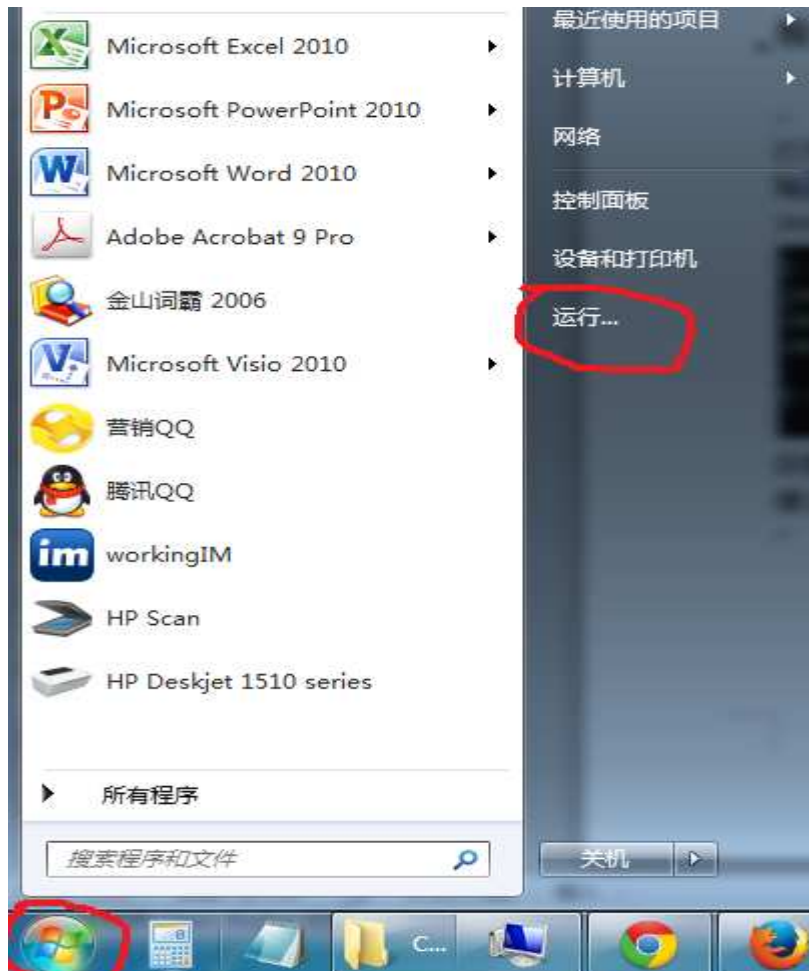 Microsoft Excel 2010
Microsoft PowerPoint 2010
Microsoft Word 2010
Adobe Acrobat 9 Pro
金山词霸 2006
Microsoft Visio 2010
营销QQ
腾讯QQ
im workingIM
HP Scan
HP Deskjet 1510 series
所有程序
搜索程序和文件
最近使用的项目
计算机
网络
控制面板
设备和打印机
运行...
关机
C...